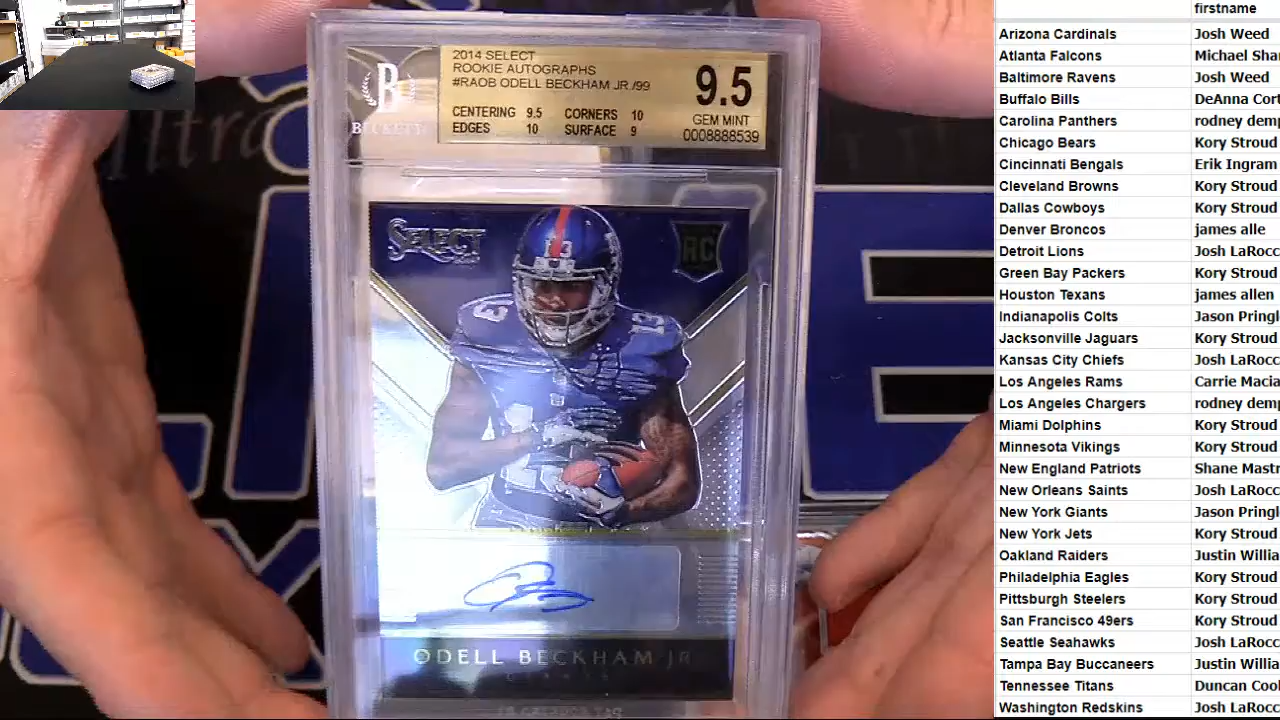 2014 SELECT
ROOKIE AUTOGRAPHS
#RAOB ODELL BECKHAM JR./99
CENTERING 9.5 CORNERS 10
EDGES 10 SURFACE 9
9.5
GEM MINT
0008888539
B
BECKETT
SELECT
RC
13
13
13
ODELL BECKHAM JR
firstname
Arizona Cardinals Josh Weed
Atlanta Falcons Michael Shar
Baltimore Ravens Josh Weed
Buffalo Bills DeAnna Cort
Carolina Panthers rodney demp
Chicago Bears Kory Stroud
Cincinnati Bengals Erik Ingram
Cleveland Browns Kory Stroud
Dallas Cowboys Kory Stroud
Denver Broncos james alle
Detroit Lions Josh LaRocc
Green Bay Packers Kory Stroud
Houston Texans james allen
Indianapolis Colts Jason Pringl
Jacksonville Jaguars Kory Stroud
Kansas City Chiefs Josh LaRocc
Los Angeles Rams Carrie Macia
Los Angeles Chargers rodney demp
Miami Dolphins Kory Stroud
Minnesota Vikings Kory Stroud
New England Patriots Shane Mastr
New Orleans Saints Josh LaRocc
New York Giants Jason Pringl
New York Jets Kory Stroud
Oakland Raiders Justin Willia
Philadelphia Eagles Kory Stroud
Pittsburgh Steelers Kory Stroud
San Francisco 49ers Kory Stroud
Seattle Seahawks Josh LaRocc
Tampa Bay Buccaneers Justin Willia
Tennessee Titans Duncan Cool
Washington Redskins Josh LaRocc